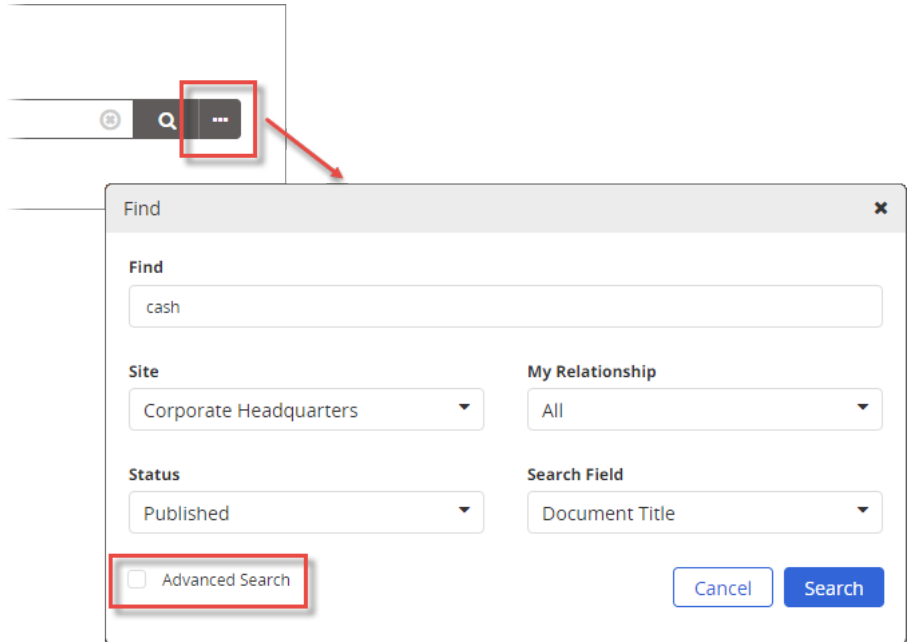 Find
Find
cash
Site
My Relationship
Corporate Headquarters
All
Status
Search Field
Published
Document Title
Advanced Search
Cancel
Search